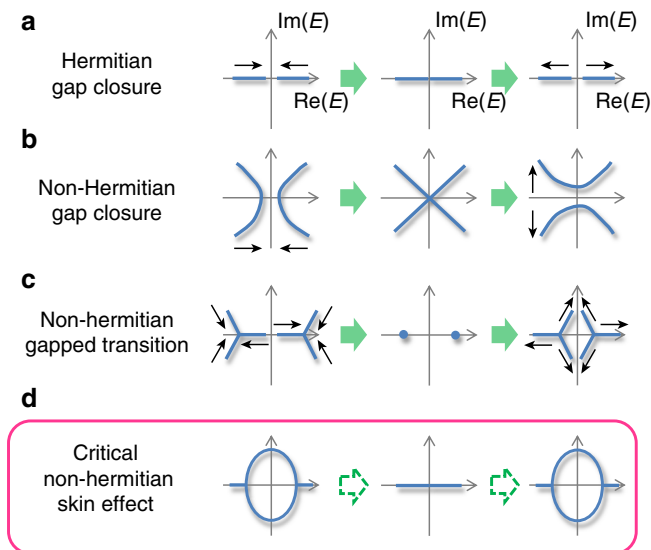 a
Hermitian
gap closure
Im(E)
Re(E)
Im(E)
Re(E)
Im(E)
Re(E)
b
Non-Hermitian
gap closure
c
Non-hermitian
gapped transition
d
Critical
non-hermitian
skin effect